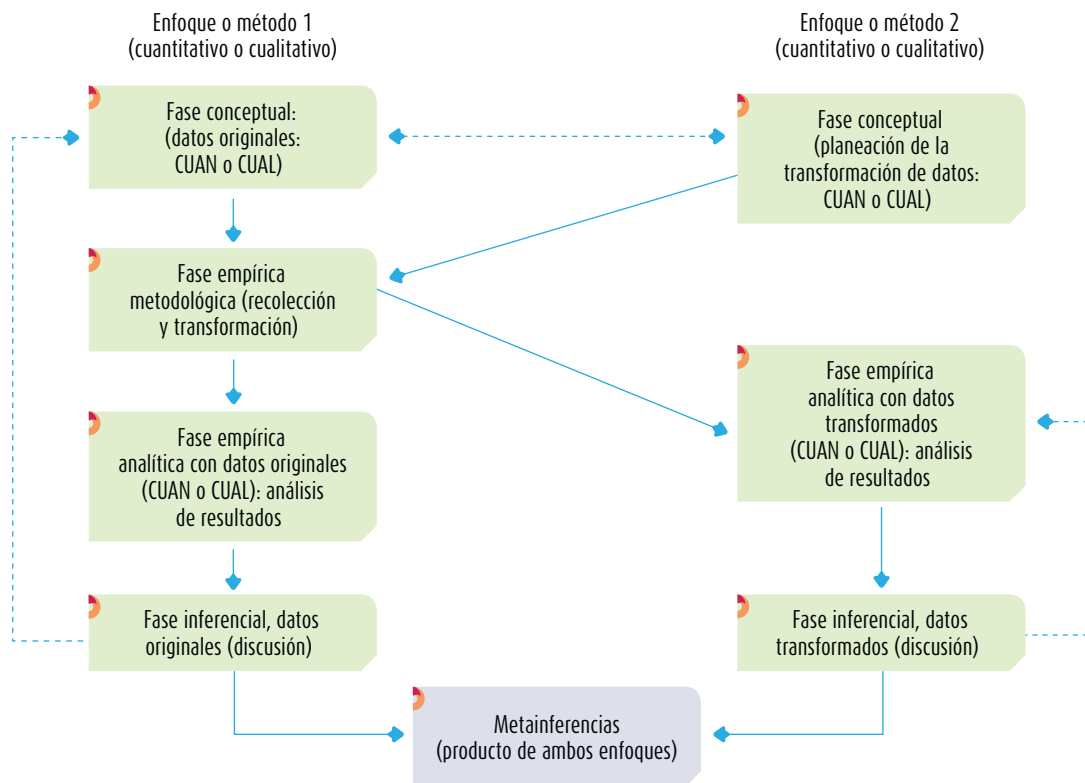 Enfoque o método 1
(cuantitativo o cualitativo)
Enfoque o método 2
(cuantitativo o cualitativo)
Fase conceptual:
(datos originales:
CUAN o CUAL)
Fase conceptual
(planeación de la
transformación de datos:
CUAN o CUAL)
Fase empírica
metodológica (recolección
y transformación)
Fase empírica
analítica con datos originales
(CUAN o CUAL): análisis
de resultados
Fase empírica
analítica con datos
transformados
(CUAN o CUAL): análisis
de resultados
Fase inferencial, datos
originales (discusión)
Fase inferencial, datos
transformados (discusión)
Metainferencias
(producto de ambos enfoques)